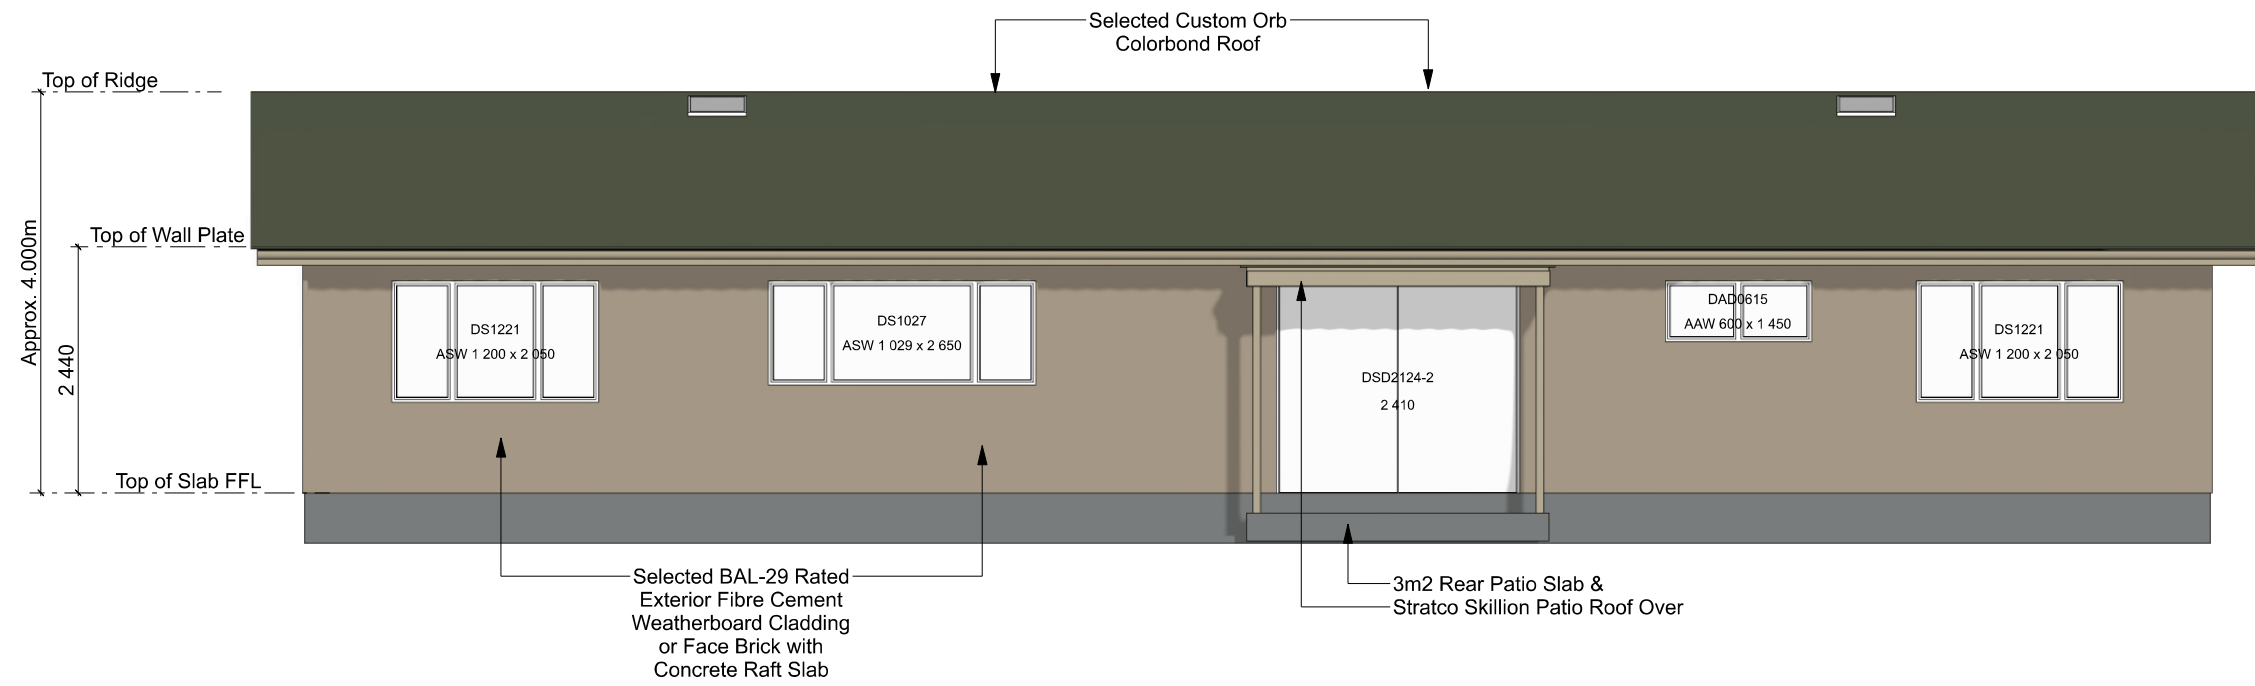 Selected Custom Orb
Colorbond Roof
Top of Ridge
Top of Wall Plate
Approx. 4.000m
2 440
Top of Slab FFL
DS1221
ASW 1 200 x 2 050
DS1027
ASW 1 029 x 2 650
DSD2124-2
2 410
DAD0615
AAW 600 x 1 450
DS1221
ASW 1 200 x 2 050
Selected BAL-29 Rated
Exterior Fibre Cement
Weatherboard Cladding
or Face Brick with
Concrete Raft Slab
3m2 Rear Patio Slab &
Stratco Skillion Patio Roof Over